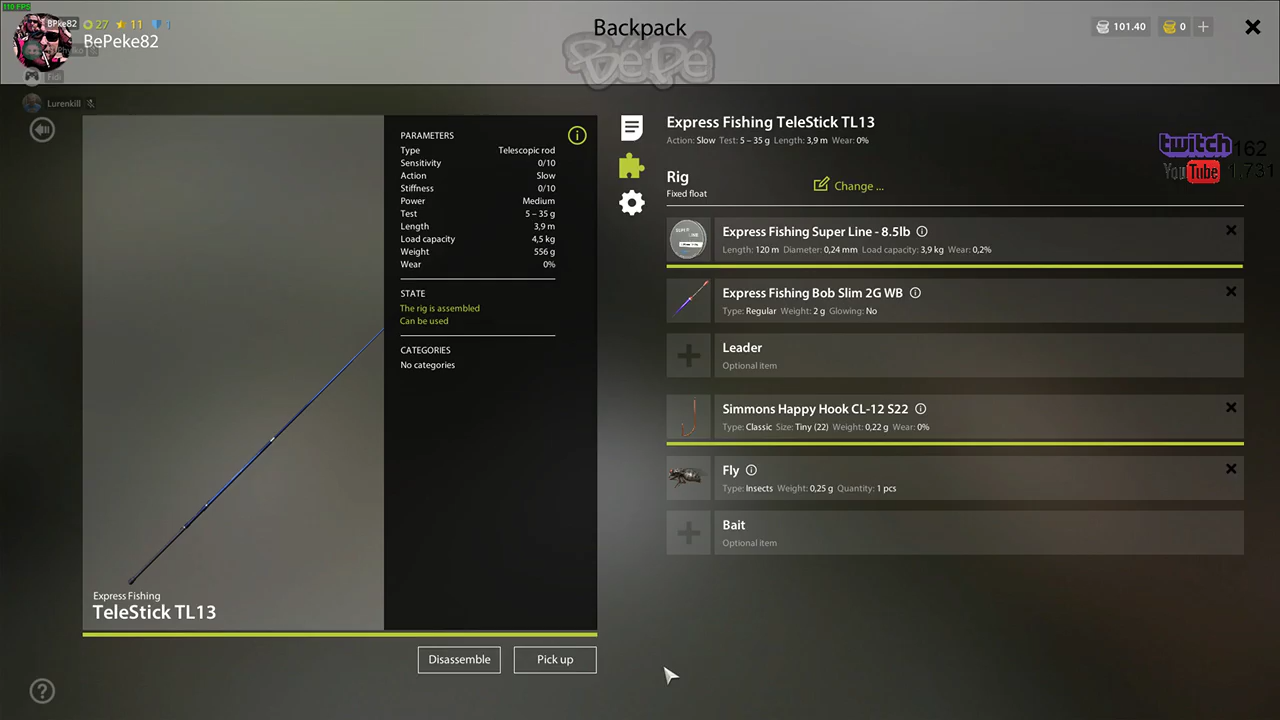 110 FPS
BPke82 27 11 1
BePeke82
Fidi
Lurenkill
Backpack
BéPé
101.40 0
twitch 162
YouTube 1.731
PARAMETERS
Type Telescopic rod
Sensitivity 0/10
Action Slow
Stiffness 0/10
Power Medium
Test 5 – 35 g
Length 3,9 m
Load capacity 4,5 kg
Weight 556 g
Wear 0%
STATE
The rig is assembled
Can be used
CATEGORIES
No categories
Express Fishing
TeleStick TL13
Disassemble Pick up
Express Fishing TeleStick TL13
Action: Slow Test: 5 – 35 g Length: 3,9 m Wear: 0%
Rig
Fixed float
Change ...
Express Fishing Super Line - 8.5lb
Length: 120 m Diameter: 0,24 mm Load capacity: 3,9 kg Wear: 0,2%
Express Fishing Bob Slim 2G WB
Type: Regular Weight: 2 g Glowing: No
Leader
Optional item
Simmons Happy Hook CL-12 S22
Type: Classic Size: Tiny (22) Weight: 0,22 g Wear: 0%
Fly
Type: Insects Weight: 0,25 g Quantity: 1 pcs
Bait
Optional item